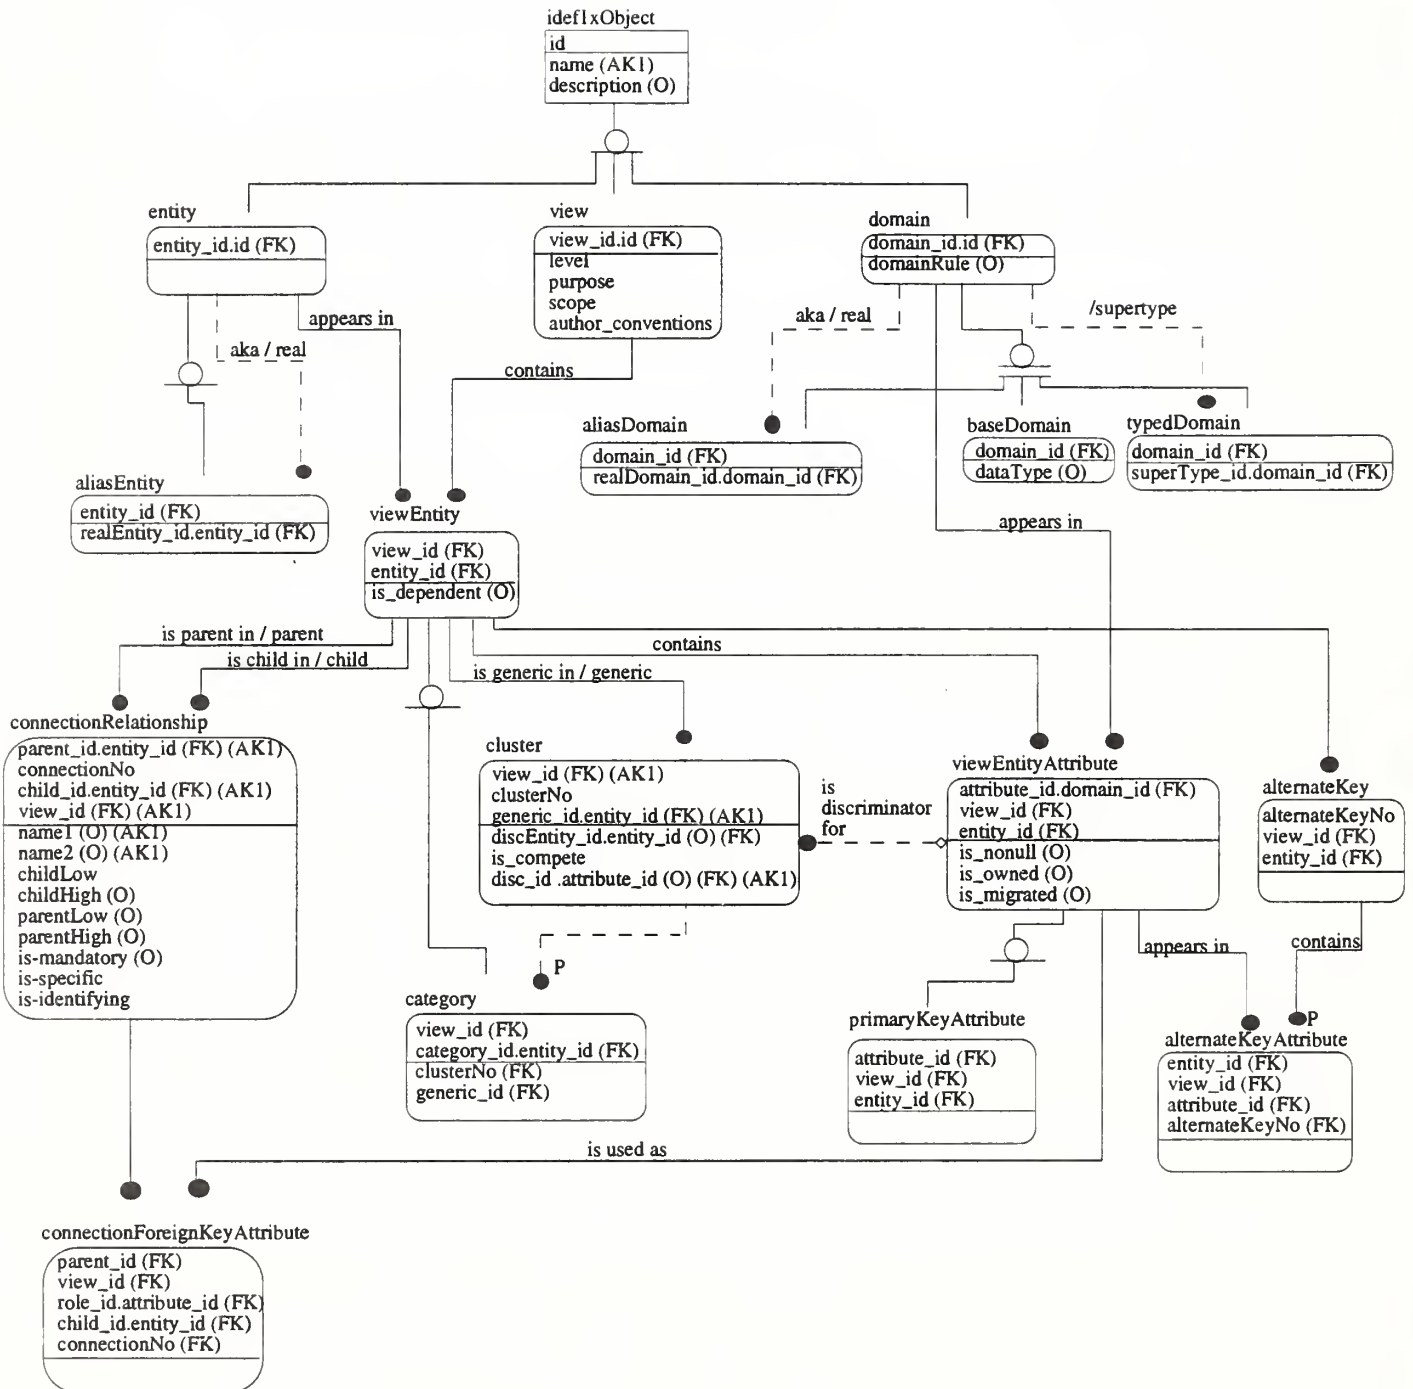 idef1xObject
id
name (AK1)
description (O)
entity
entity_id.id (FK)
view
view_id.id (FK)
level
purpose
scope
author_conventions
domain
domain_id.id (FK)
domainRule (O)
appears in
aka / real
contains
aka / real
/supertype
aliasEntity
entity_id (FK)
realEntity_id.entity_id (FK)
aliasDomain
domain_id (FK)
realDomain_id.domain_id (FK)
baseDomain
domain_id (FK)
dataType (O)
typedDomain
domain_id (FK)
superType_id.domain_id (FK)
viewEntity
view_id (FK)
entity_id (FK)
is_dependent (O)
appears in
is parent in / parent
is child in / child
is generic in / generic
contains
connectionRelationship
parent_id.entity_id (FK) (AK1)
connectionNo
child_id.entity_id (FK) (AK1)
view_id (FK) (AK1)
name1 (O) (AK1)
name2 (O) (AK1)
childLow
childHigh (O)
parentLow (O)
parentHigh (O)
is-mandatory (O)
is-specific
is-identifying
cluster
view_id (FK) (AK1)
clusterNo
generic_id.entity_id (FK) (AK1)
discEntity_id.entity_id (O) (FK)
is_compete
disc_id .attribute_id (O) (FK) (AK1)
is
discriminator
for
viewEntityAttribute
attribute_id.domain_id (FK)
view_id (FK)
entity_id (FK)
is_nonull (O)
is_owned (O)
is_migrated (O)
alternateKey
alternateKeyNo
view_id (FK)
entity_id (FK)
P
category
view_id (FK)
category_id.entity_id (FK)
clusterNo (FK)
generic_id (FK)
appears in
contains
primaryKeyAttribute
attribute_id (FK)
view_id (FK)
entity_id (FK)
P
alternateKeyAttribute
entity_id (FK)
view_id (FK)
attribute_id (FK)
alternateKeyNo (FK)
is used as
connectionForeignKeyAttribute
parent_id (FK)
view_id (FK)
role_id.attribute_id (FK)
child_id.entity_id (FK)
connectionNo (FK)